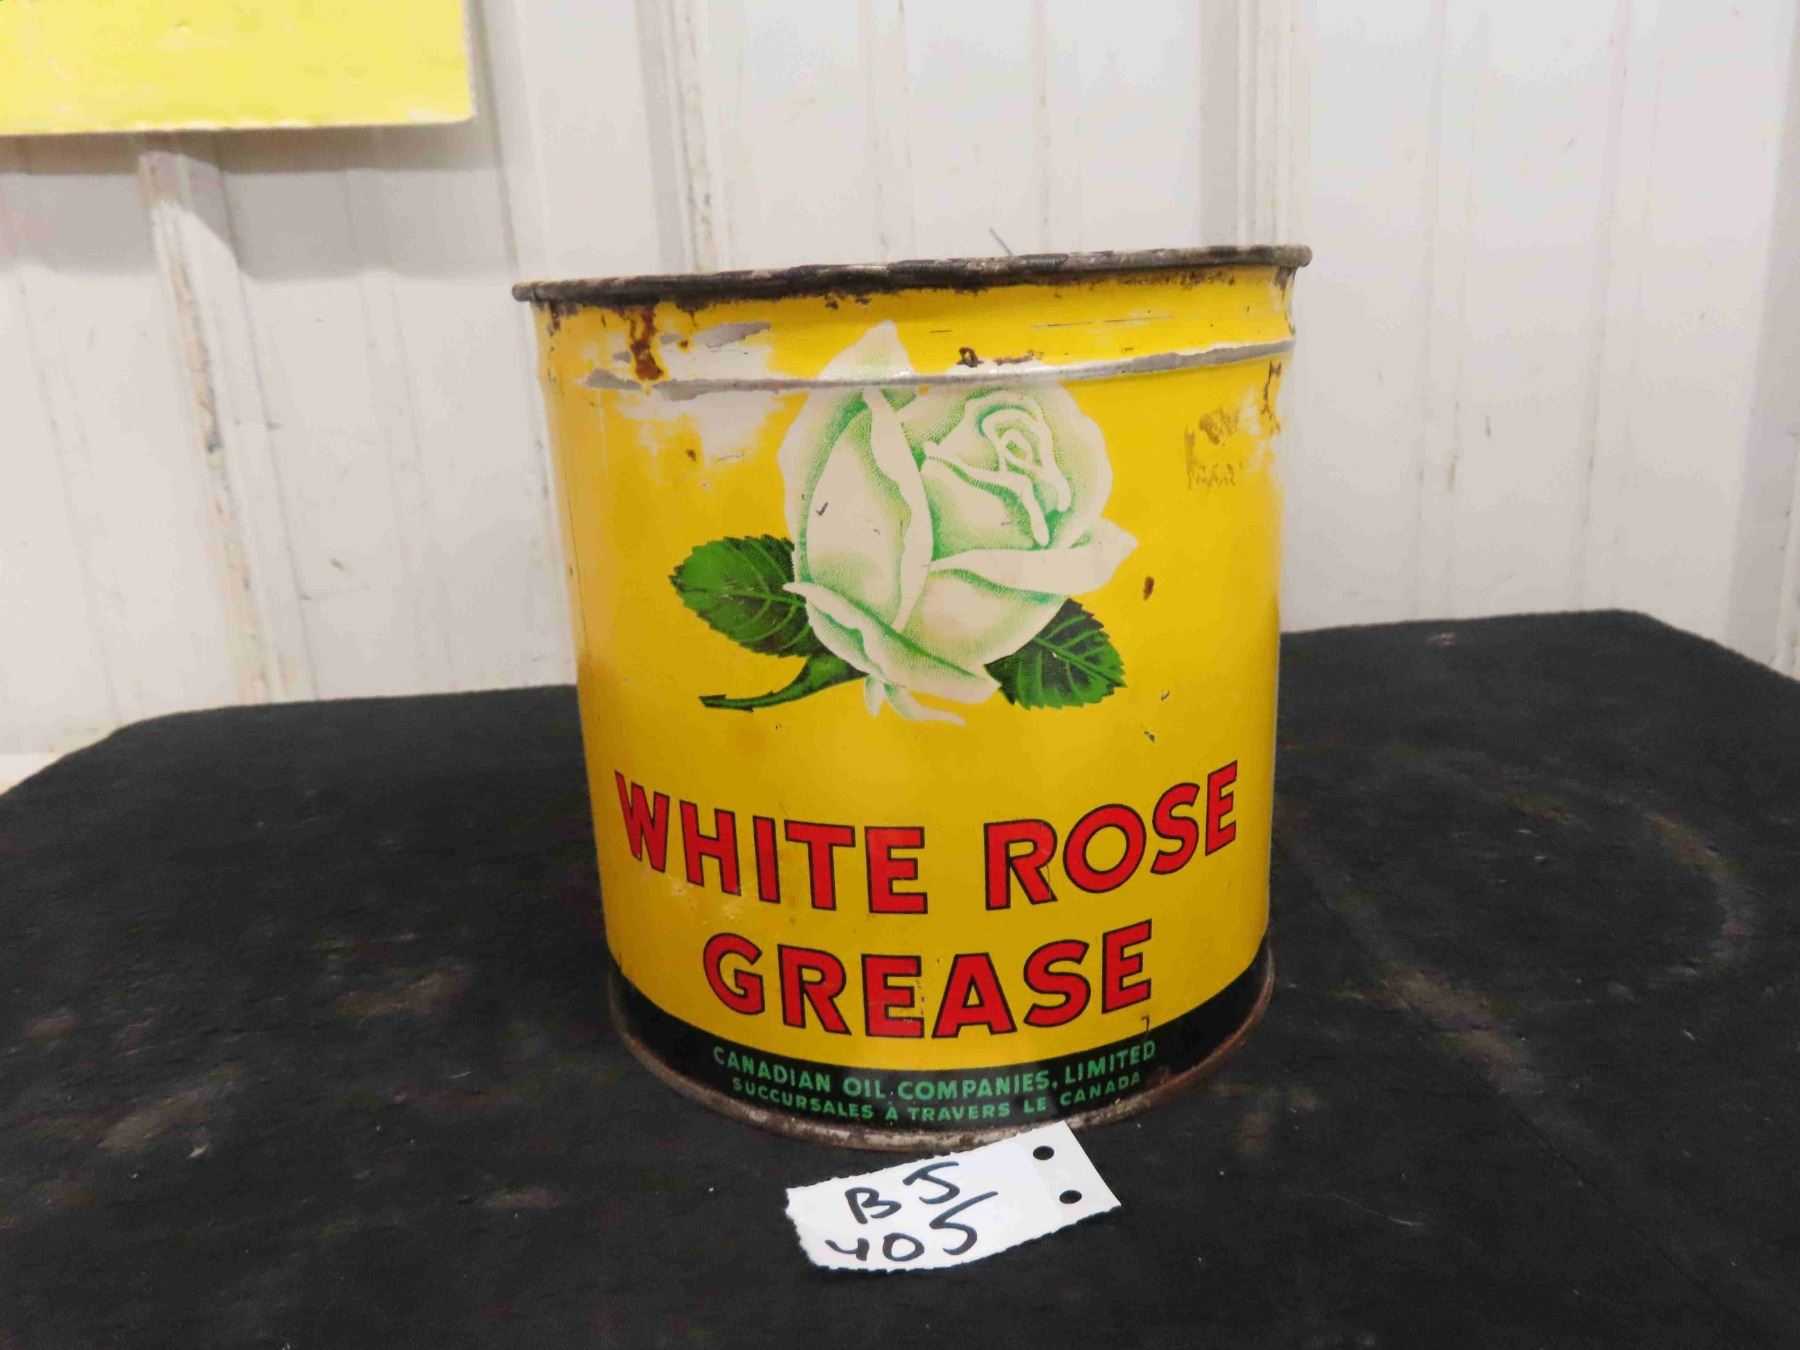 WHITE ROSE
GREASE
CANADIAN OIL COMPANIES, LIMITED
SUCCURSALES À TRAVERS LE CANADA
B5/
405